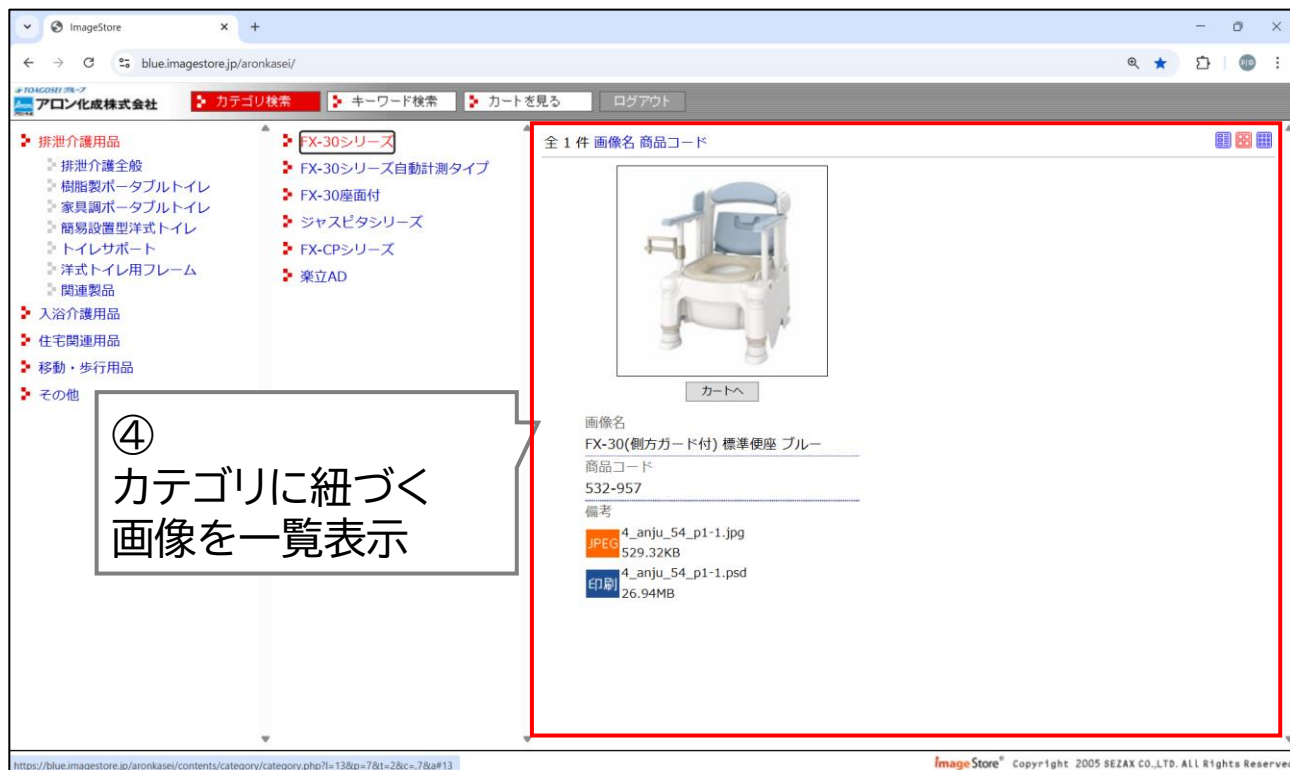 ImageStore
blue.imagestore.jp/aronkasei/
TOAGOSEI グループ
アロン化成株式会社
カテゴリ検索
キーワード検索
カートを見る
ログアウト
排泄介護用品
排泄介護全般
樹脂製ポータブルトイレ
家具調ポータブルトイレ
簡易設置型洋式トイレ
トイレサポート
洋式トイレ用フレーム
関連製品
入浴介護用品
住宅関連用品
移動・歩行用品
その他
FX-30シリーズ
FX-30シリーズ自動計測タイプ
FX-30座面付
ジャスピタシリーズ
FX-CPシリーズ
楽立AD
全 1 件 画像名 商品コード
カートへ
画像名
FX-30(側方ガード付) 標準便座 ブルー
商品コード
532-957
備考
JPEG 4_anju_54_p1-1.jpg
529.32KB
印刷 4_anju_54_p1-1.psd
26.94MB
④
カテゴリに紐づく
画像を一覧表示
https://blue.imagestore.jp/aronkasei/contents/category/category.php?l=13&p=7&t=2&c=,7&a#13
ImageStore® Copyright 2005 SEZAX CO.,LTD. All Rights Reserved